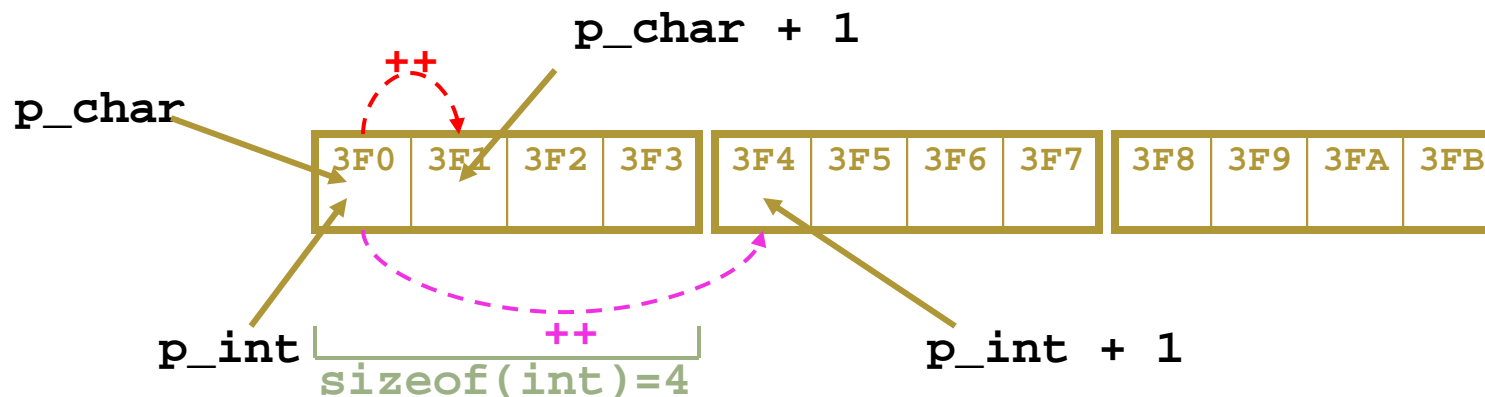 p_char + 1
++
p_char
3F0 3F1 3F2 3F3 3F4 3F5 3F6 3F7 3F8 3F9 3FA 3FB
++
p_int
p_int + 1
sizeof(int)=4